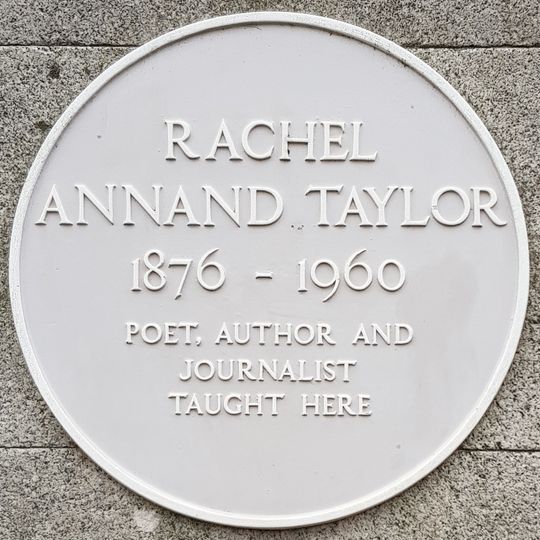 RACHEL
ANNAND TAYLOR
1876 - 1960
POET, AUTHOR AND
JOURNALIST
TAUGHT HERE